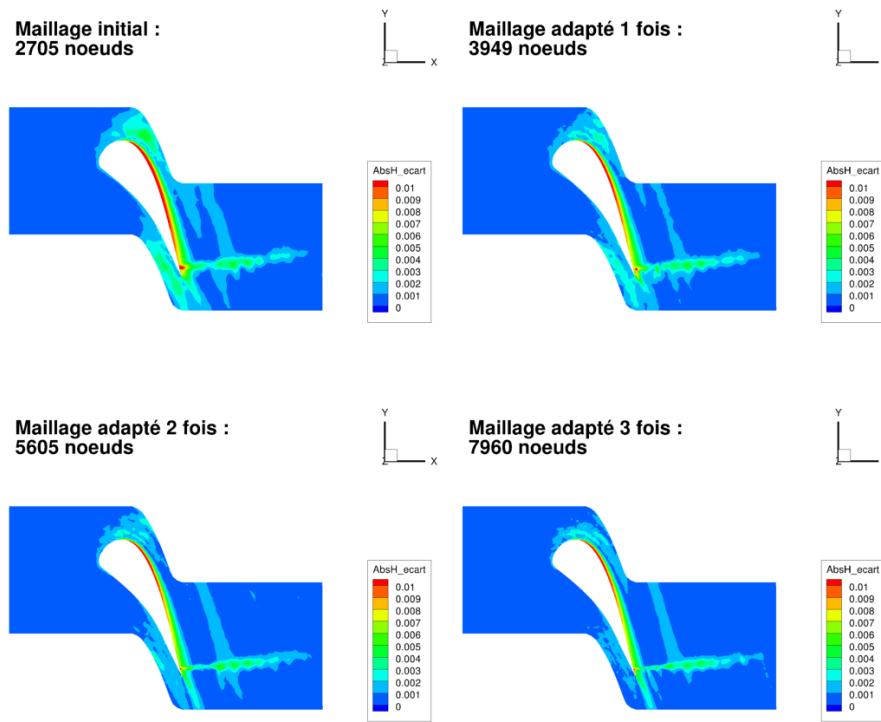 Maillage initial :
2705 noeuds
Y
Z
X
AbsH_ecart
0.01
0.009
0.008
0.007
0.006
0.005
0.004
0.003
0.002
0.001
0
Maillage adapté 1 fois :
3949 noeuds
Y
Z
AbsH_ecart
0.01
0.009
0.008
0.007
0.006
0.005
0.004
0.003
0.002
0.001
0
Maillage adapté 2 fois :
5605 noeuds
Y
Z
X
AbsH_ecart
0.01
0.009
0.008
0.007
0.006
0.005
0.004
0.003
0.002
0.001
0
Maillage adapté 3 fois :
7960 noeuds
Y
Z
AbsH_ecart
0.01
0.009
0.008
0.007
0.006
0.005
0.004
0.003
0.002
0.001
0